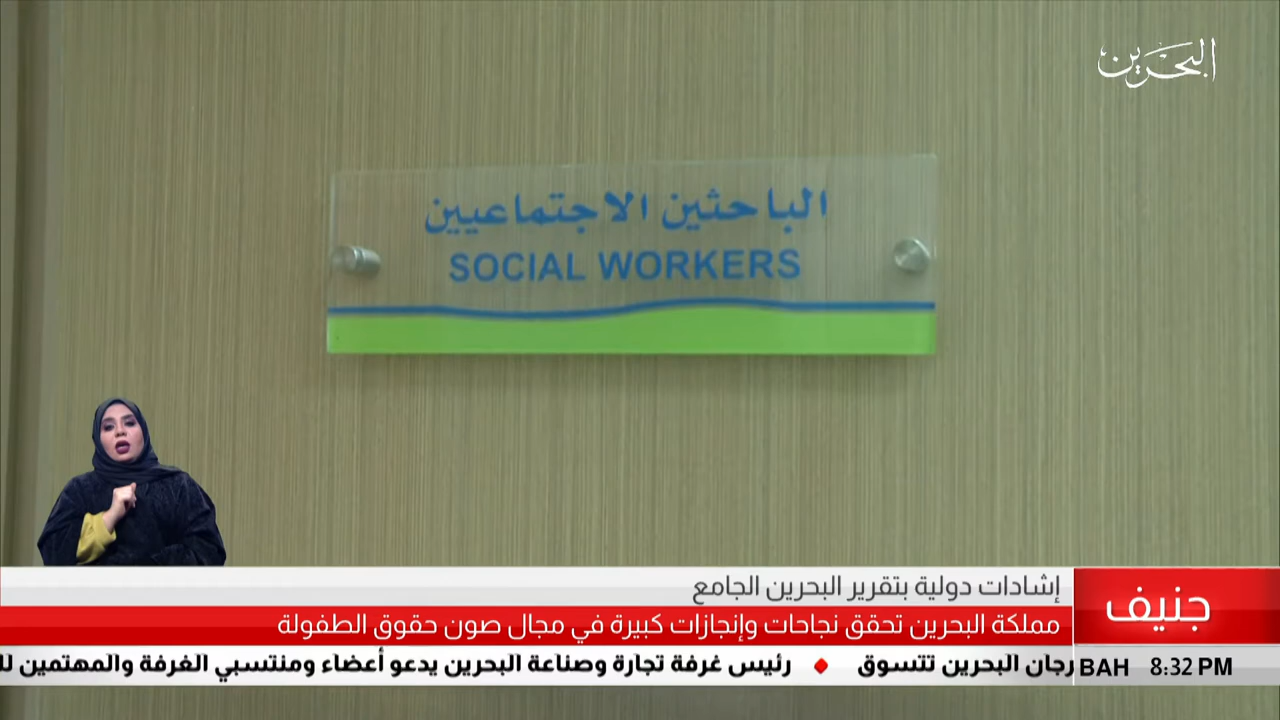 البحرين
الباحثين الاجتماعيين
SOCIAL WORKERS
إشادات دولية بتقرير البحرين الجامع
جنيف
مملكة البحرين تحقق نجاحات وإنجازات كبيرة في مجال صون حقوق الطفولة
البحرين تتسوق ♦ رئيس غرفة تجارة وصناعة البحرين يدعو أعضاء ومنتسبي الغرفة والمهتمين
BAH 8:32 PM